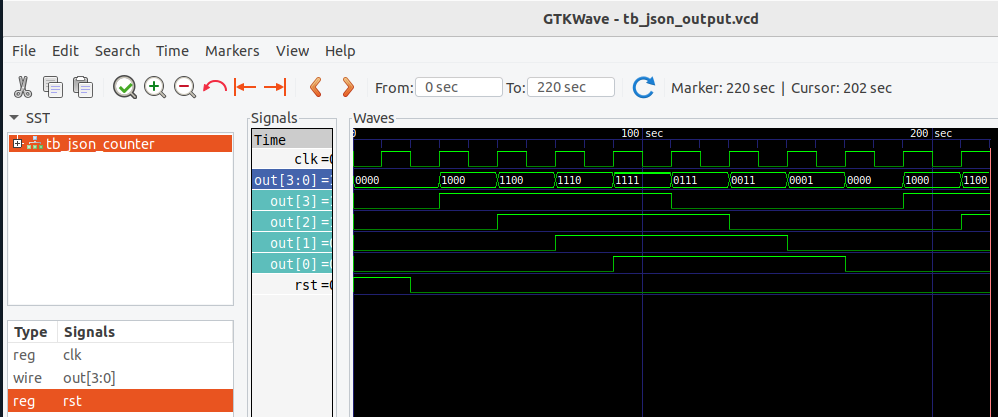 GTKWave - tb_json_output.vcd
File Edit Search Time Markers View Help
From: 0 sec To: 220 sec Marker: 220 sec | Cursor: 202 sec
SST
tb_json_counter
Type Signals
reg clk
wire out[3:0]
reg rst
Signals
Time
clk =0
out[3:0] =
out[3] =
out[2] =
out[1] =0
out[0] =0
rst =0
Waves
0 100 sec 200 sec
0000 1000 1100 1110 1111 0111 0011 0001 0000 1000 1100